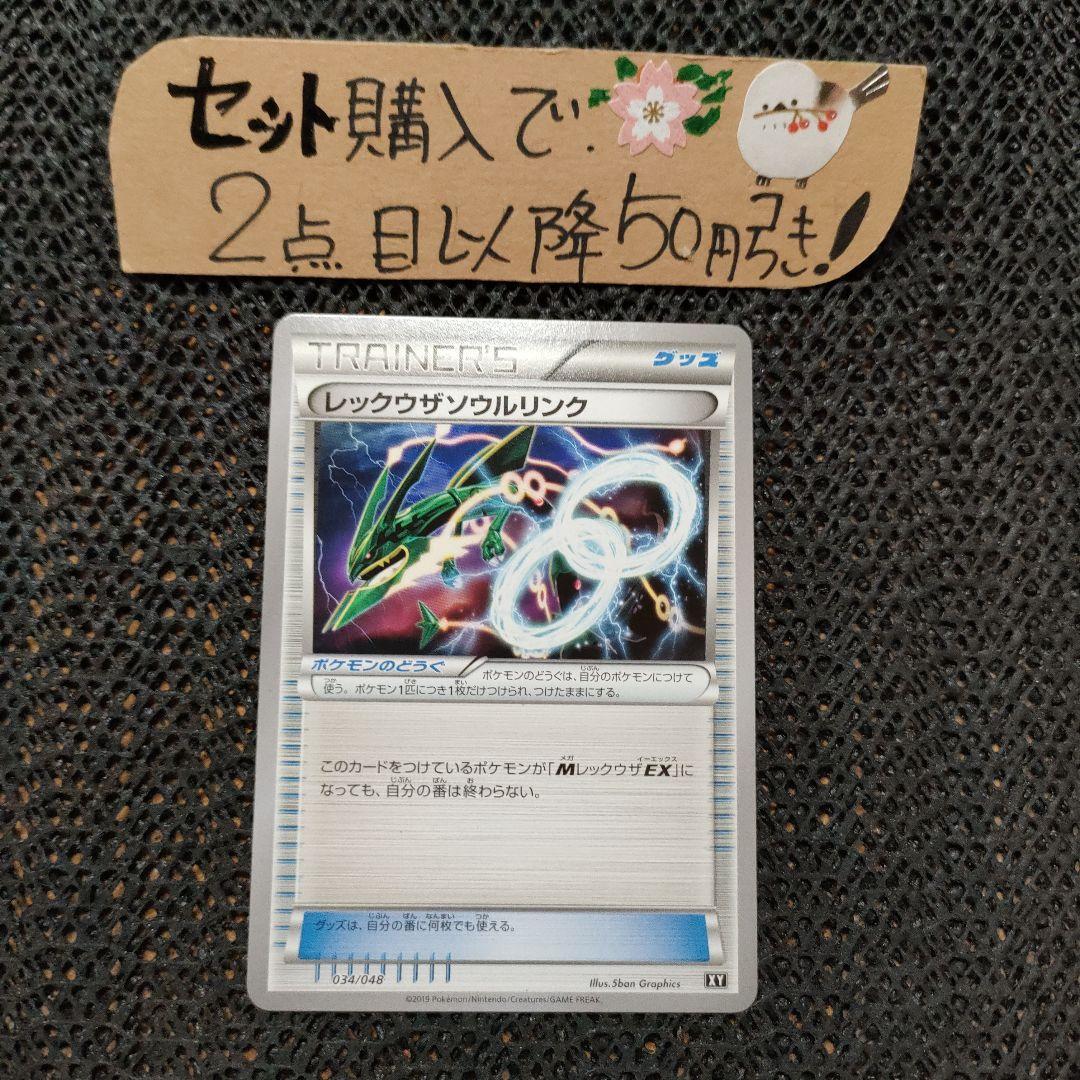 セット購入で!
2点目以降50円引き!
TRAINER'S グッズ
レックウザソウルリンク
ポケモンのどうぐ
ポケモンのどうぐは、自分のポケモンにつけて
使う。ポケモン1匹につき1枚だけつけられ、つけたままにする。
このカードをつけているポケモンが「MレックウザEX」に
なっても、自分の番は終わらない。
グッズは、自分の番に何枚でも使える。
034/048 Illus.5ban Graphics XY
©2019 Pokémon/Nintendo/Creatures/GAME FREAK.